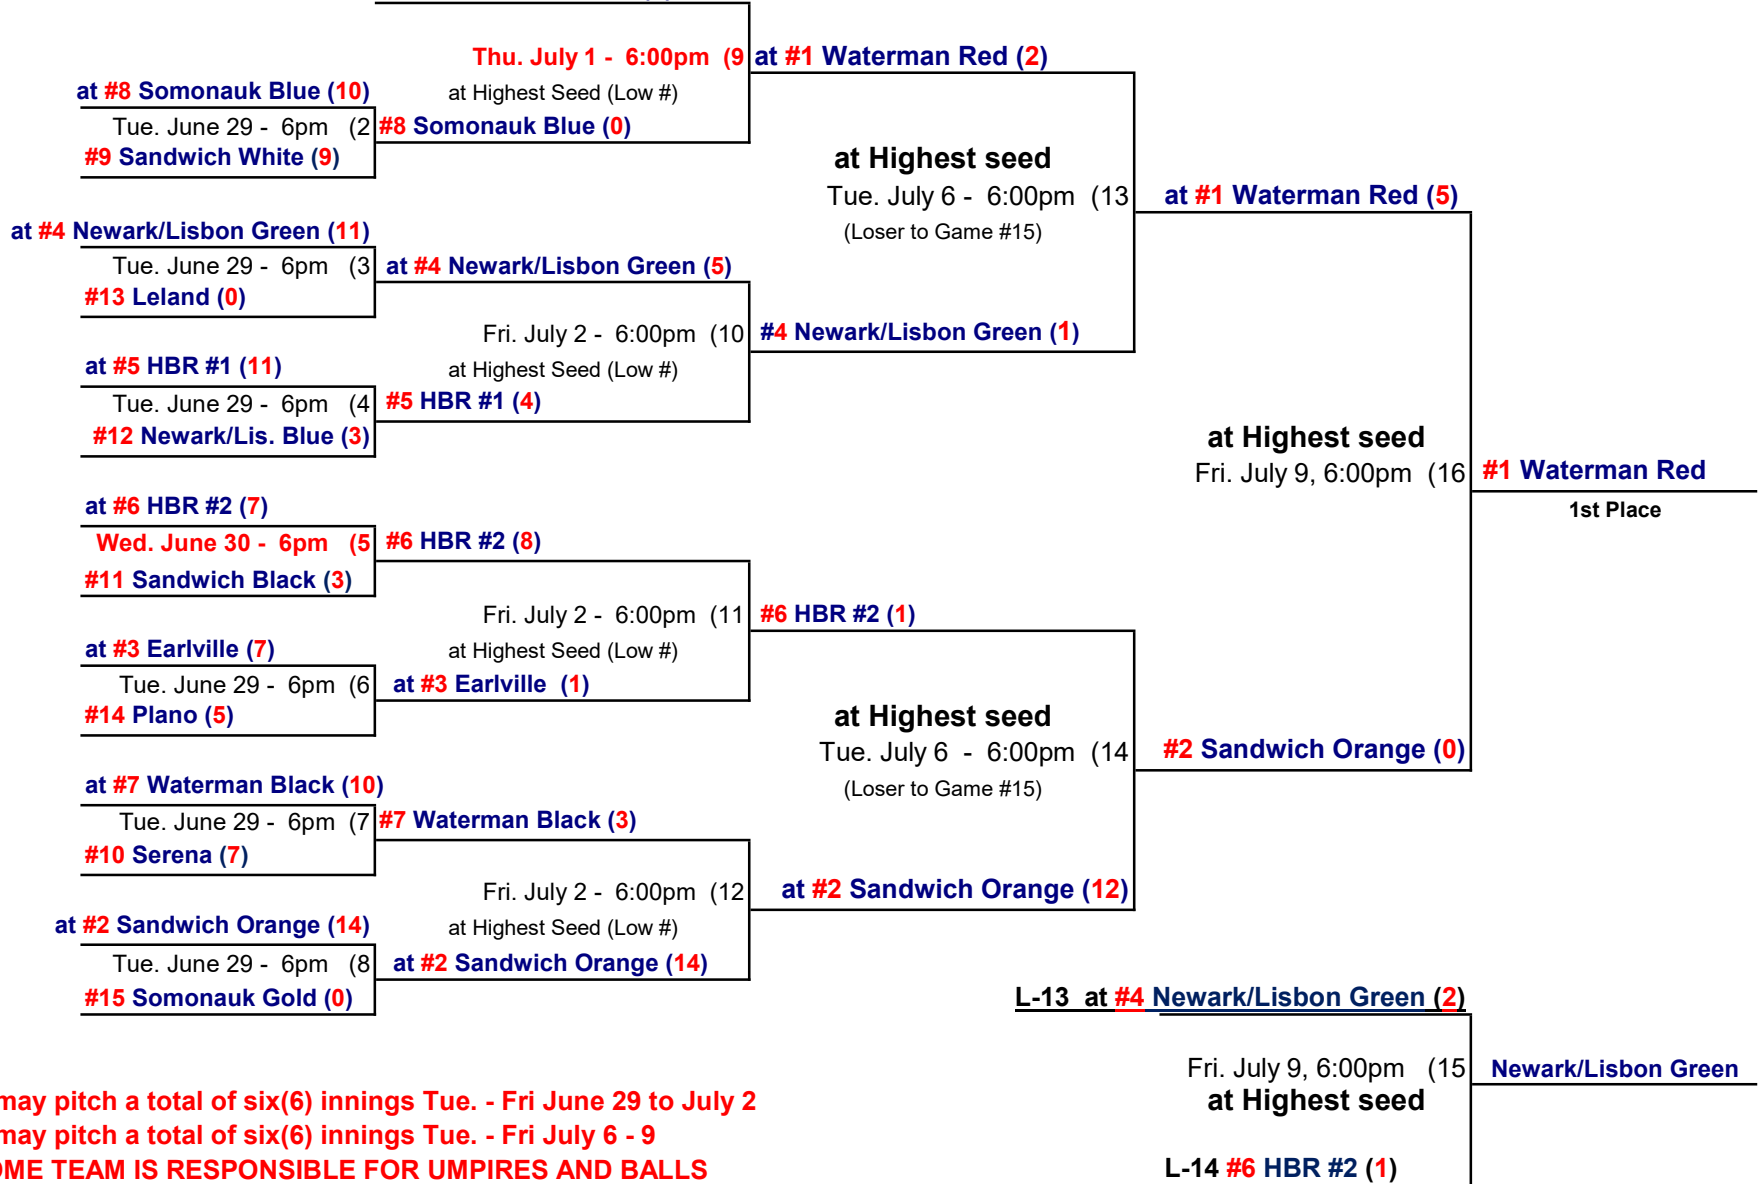 Thu. July 1 - 6:00pm (9
at #1 Waterman Red (2)
at #8 Somonauk Blue (10)
at Highest Seed (Low #)
Tue. June 29 - 6pm (2
#8 Somonauk Blue (0)
#9 Sandwich White (9)
at Highest seed
Tue. July 6 - 6:00pm (13
at #1 Waterman Red (5)
(Loser to Game #15)
at #4 Newark/Lisbon Green (11)
Tue. June 29 - 6pm (3
at #4 Newark/Lisbon Green (5)
#13 Leland (0)
Fri. July 2 - 6:00pm (10
#4 Newark/Lisbon Green (1)
at #5 HBR #1 (11)
at Highest Seed (Low #)
Tue. June 29 - 6pm (4
#5 HBR #1 (4)
#12 Newark/Lis. Blue (3)
at Highest seed
Fri. July 9, 6:00pm (16
#1 Waterman Red
1st Place
at #6 HBR #2 (7)
Wed. June 30 - 6pm (5
#6 HBR #2 (8)
#11 Sandwich Black (3)
Fri. July 2 - 6:00pm (11
#6 HBR #2 (1)
at #3 Earlville (7)
at Highest Seed (Low #)
Tue. June 29 - 6pm (6
at #3 Earlville (1)
#14 Plano (5)
at Highest seed
Tue. July 6 - 6:00pm (14
#2 Sandwich Orange (0)
(Loser to Game #15)
at #7 Waterman Black (10)
Tue. June 29 - 6pm (7
#7 Waterman Black (3)
#10 Serena (7)
Fri. July 2 - 6:00pm (12
at #2 Sandwich Orange (12)
at #2 Sandwich Orange (14)
at Highest Seed (Low #)
Tue. June 29 - 6pm (8
at #2 Sandwich Orange (14)
#15 Somonauk Gold (0)
L-13 at #4 Newark/Lisbon Green (2)
Fri. July 9, 6:00pm (15
Newark/Lisbon Green
at Highest seed
may pitch a total of six(6) innings Tue. - Fri June 29 to July 2
may pitch a total of six(6) innings Tue. - Fri July 6 - 9
OME TEAM IS RESPONSIBLE FOR UMPIRES AND BALLS
L-14 #6 HBR #2 (1)